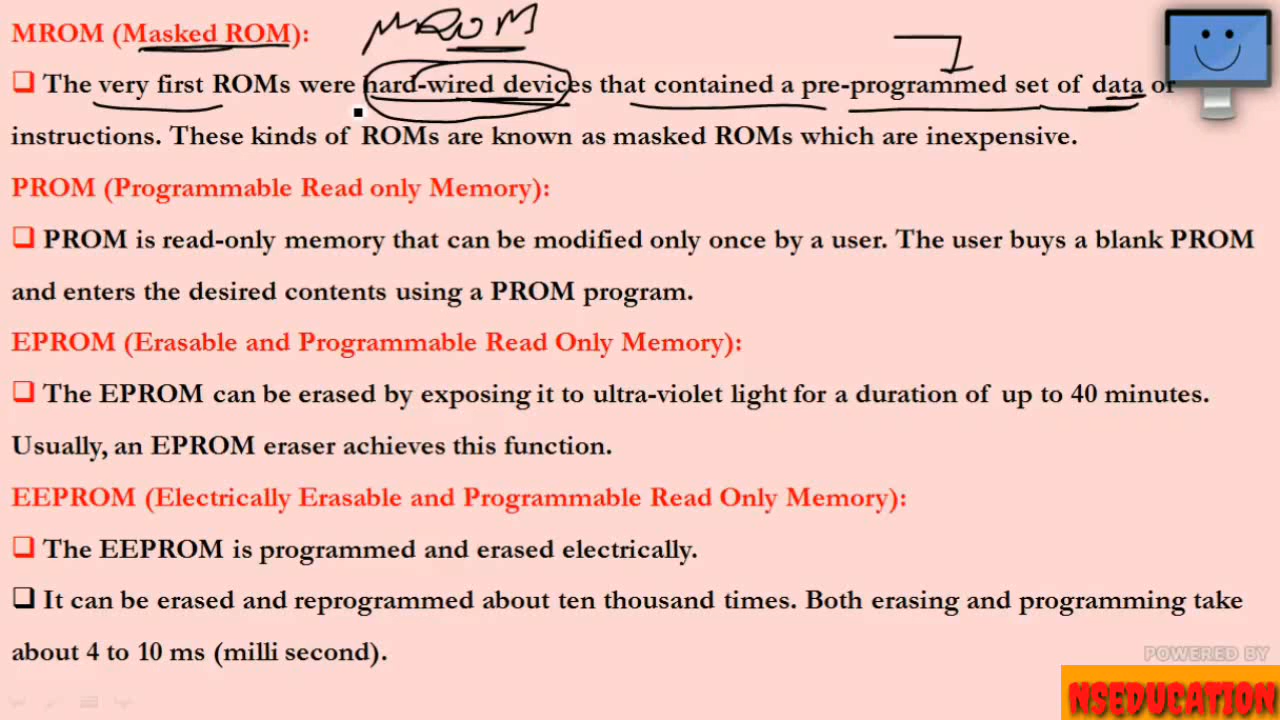 MROM
MROM (Masked ROM):
❑ The very first ROMs were hard-wired devices that contained a pre-programmed set of data or
instructions. These kinds of ROMs are known as masked ROMs which are inexpensive.
PROM (Programmable Read only Memory):
❑ PROM is read-only memory that can be modified only once by a user. The user buys a blank PROM
and enters the desired contents using a PROM program.
EPROM (Erasable and Programmable Read Only Memory):
❑ The EPROM can be erased by exposing it to ultra-violet light for a duration of up to 40 minutes.
Usually, an EPROM eraser achieves this function.
EEPROM (Electrically Erasable and Programmable Read Only Memory):
❑ The EEPROM is programmed and erased electrically.
❑ It can be erased and reprogrammed about ten thousand times. Both erasing and programming take
about 4 to 10 ms (milli second).
POWERED BY
NSEDUCATION